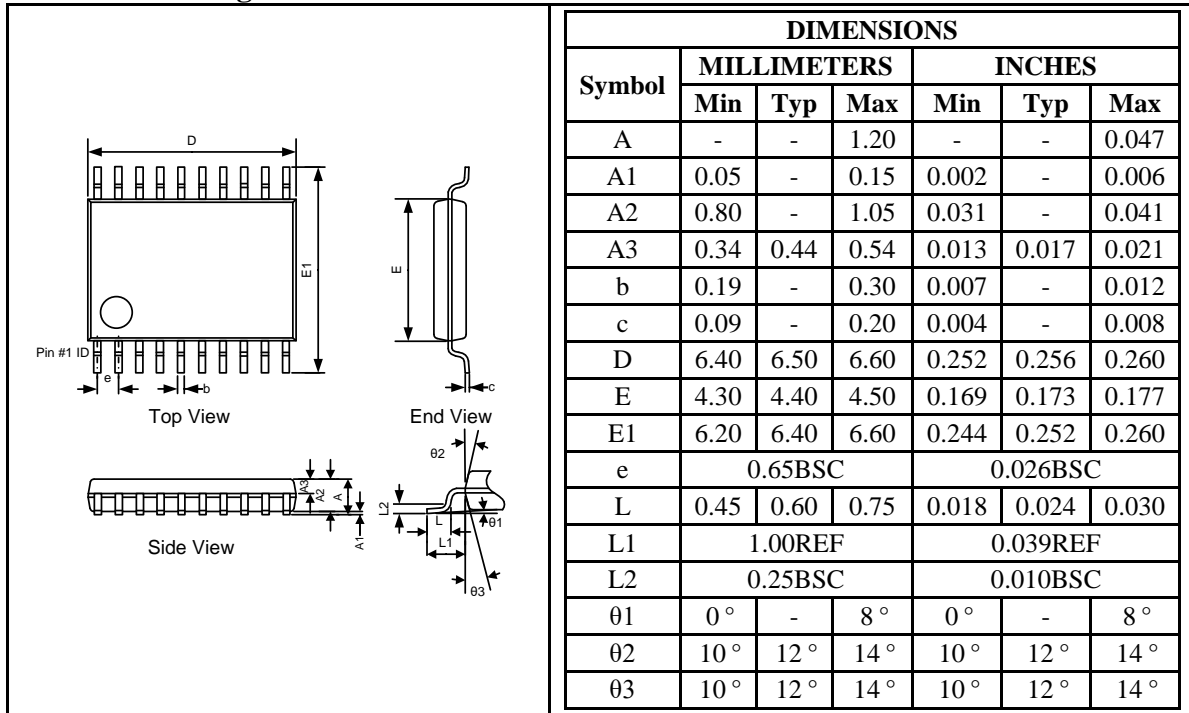 D
E1
E
Pin #1 ID
e
b
c
Top View
End View
θ2
A3
A2
A
A1
L2
L
L1
θ1
θ3
Side View
DIMENSIONS
Symbol MILLIMETERS INCHES
Min Typ Max Min Typ Max
A - - 1.20 - - 0.047
A1 0.05 - 0.15 0.002 - 0.006
A2 0.80 - 1.05 0.031 - 0.041
A3 0.34 0.44 0.54 0.013 0.017 0.021
b 0.19 - 0.30 0.007 - 0.012
c 0.09 - 0.20 0.004 - 0.008
D 6.40 6.50 6.60 0.252 0.256 0.260
E 4.30 4.40 4.50 0.169 0.173 0.177
E1 6.20 6.40 6.60 0.244 0.252 0.260
e 0.65BSC 0.026BSC
L 0.45 0.60 0.75 0.018 0.024 0.030
L1 1.00REF 0.039REF
L2 0.25BSC 0.010BSC
θ1 0° - 8° 0° - 8°
θ2 10° 12° 14° 10° 12° 14°
θ3 10° 12° 14° 10° 12° 14°